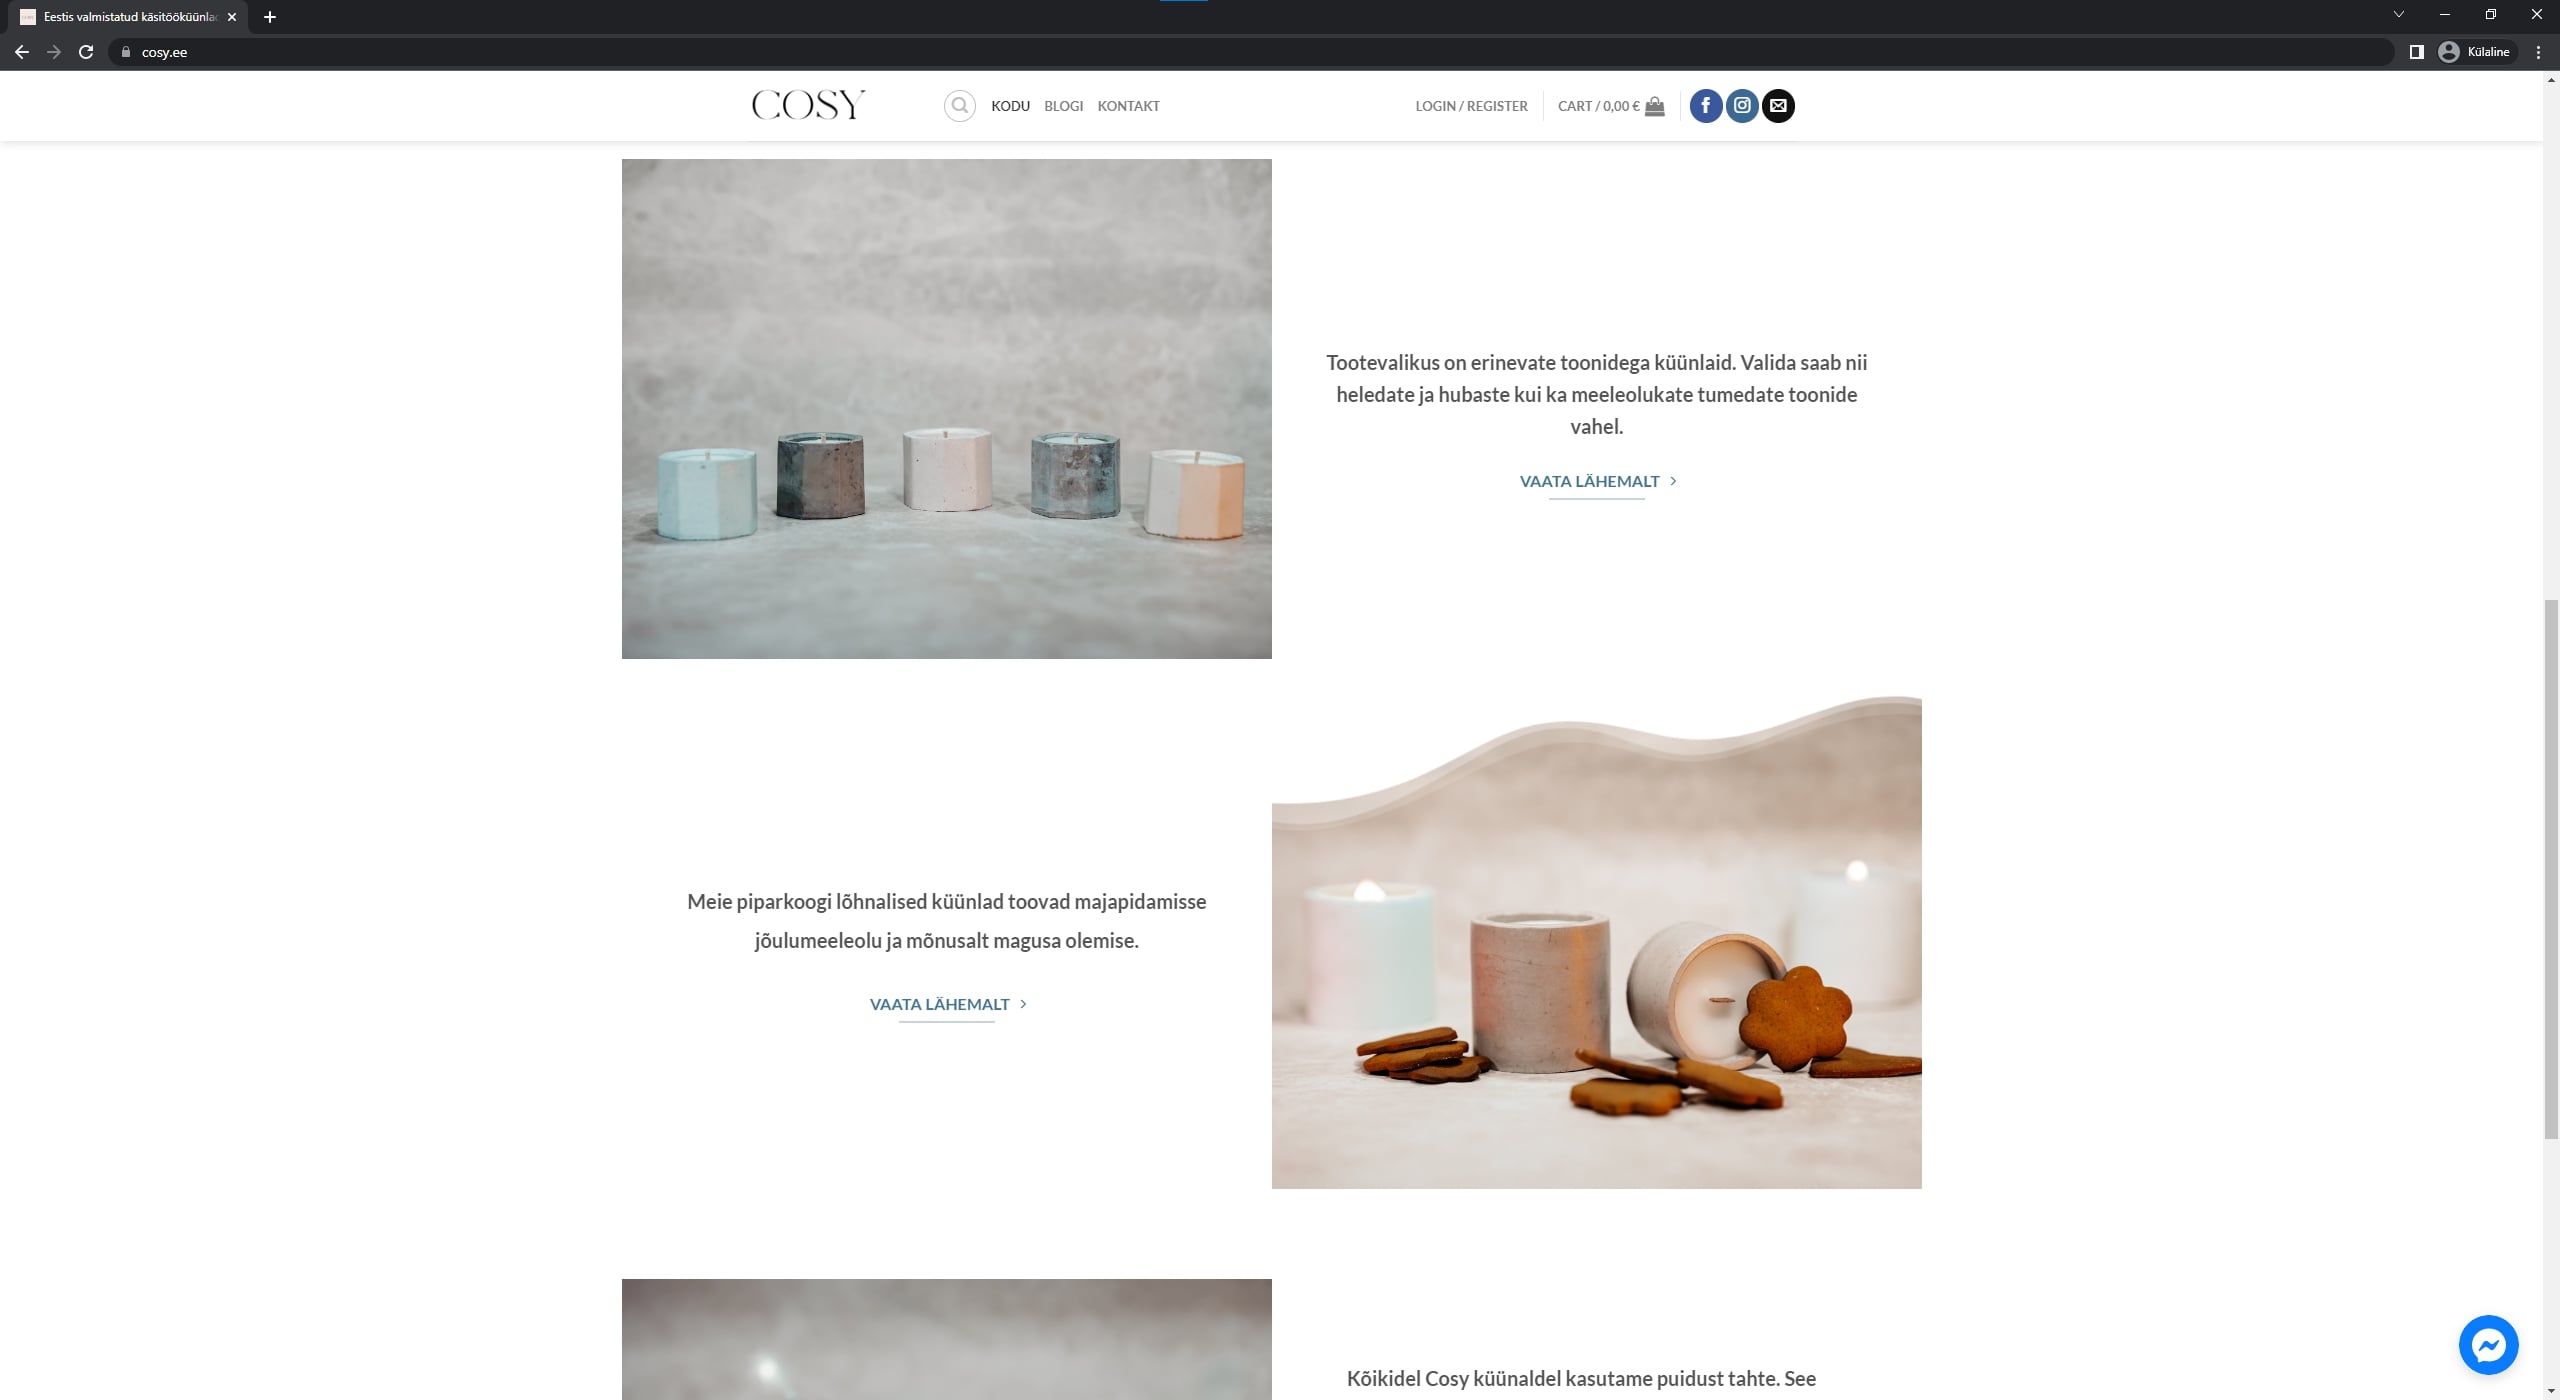 Eestis valmistatud käsitööküünla
cosy.ee
Külaline
COSY
KODU
BLOGI
KONTAKT
LOGIN / REGISTER
CART / 0,00 €
Tootevalikus on erinevate toonidega küünlaid. Valida saab nii
heledate ja hubaste kui ka meeleolukate tumedate toonide
vahel.
VAATA LÄHEMALT
Meie piparkoogi lõhnalised küünlad toovad majapidamisse
jõulumeeleolu ja mõnusalt magusa olemise.
VAATA LÄHEMALT
Kõikidel Cosy küünaldel kasutame puidust tahte. See